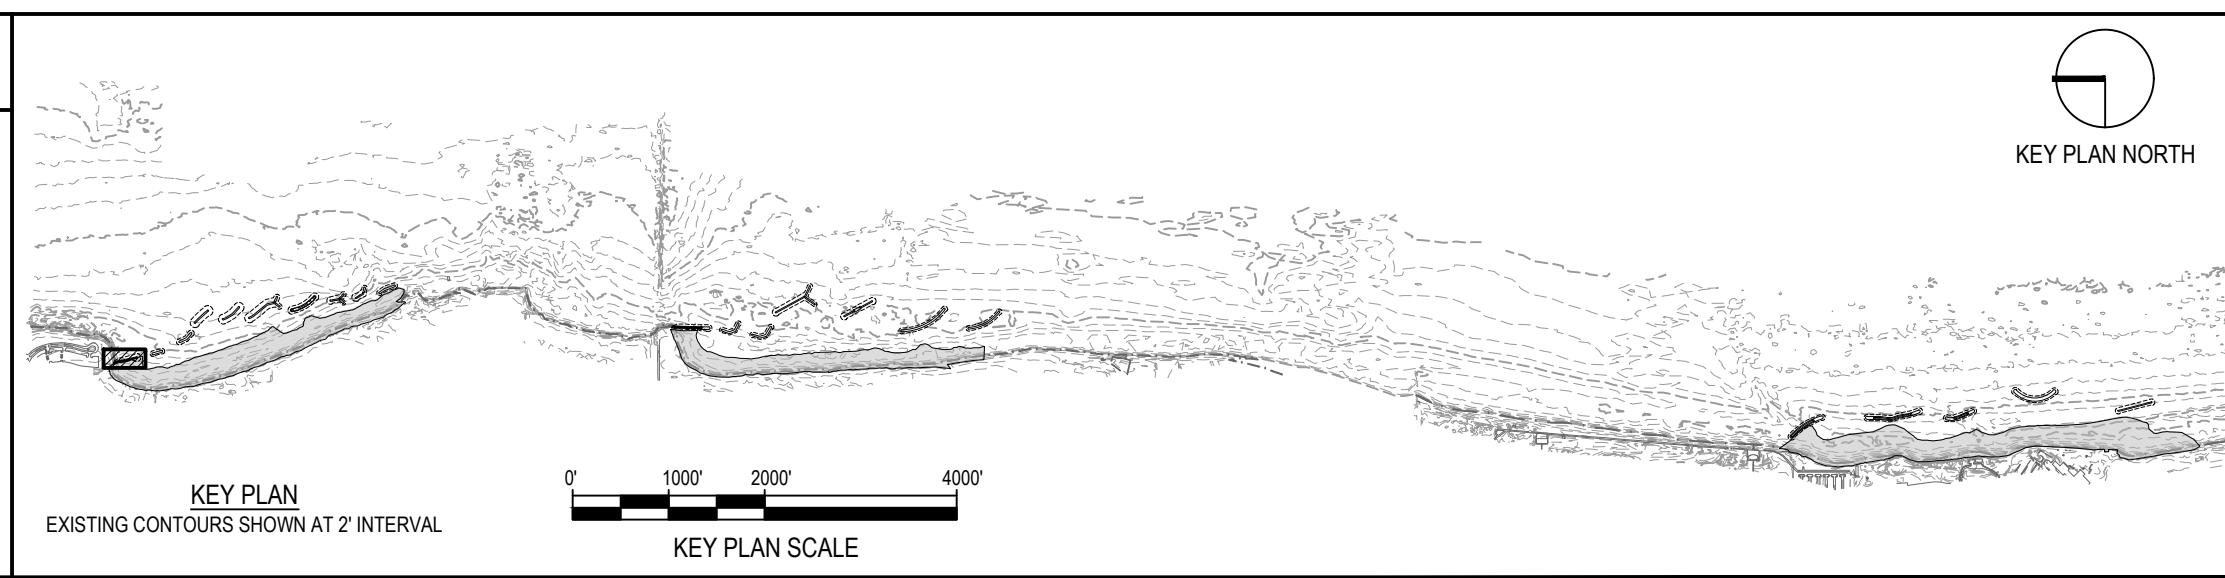 KEY PLAN NORTH
KEY PLAN
EXISTING CONTOURS SHOWN AT 2' INTERVAL
0' 1000' 2000' 4000'
KEY PLAN SCALE